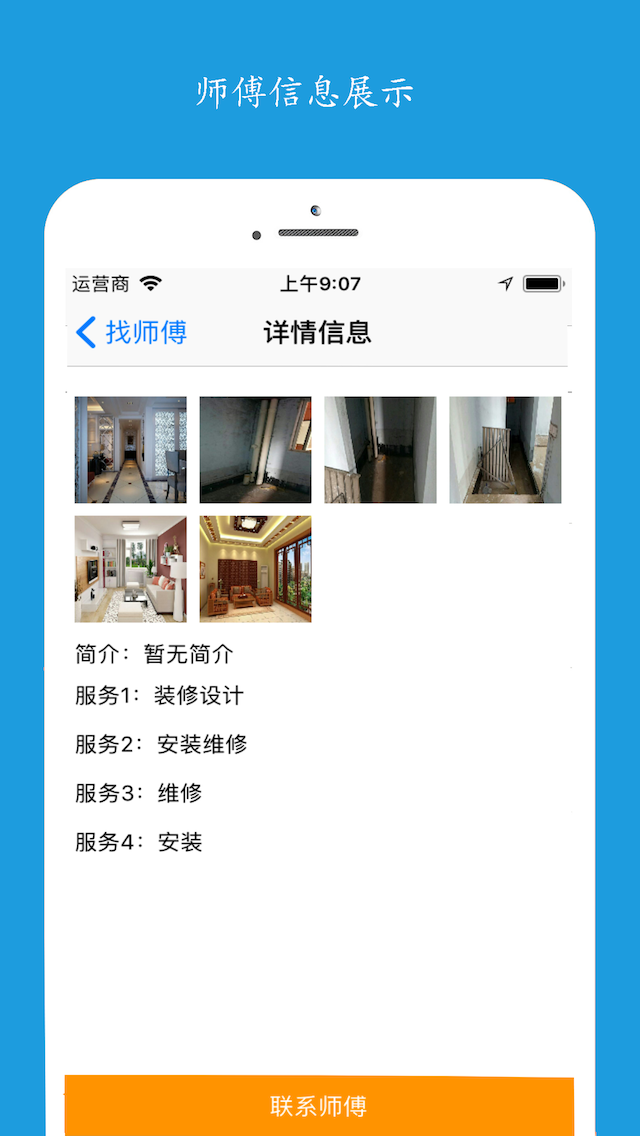 师傅信息展示
运营商 上午9:07
找师傅 详情信息
简介：暂无简介
服务1：装修设计
服务2：安装维修
服务3：维修
服务4：安装
联系师傅